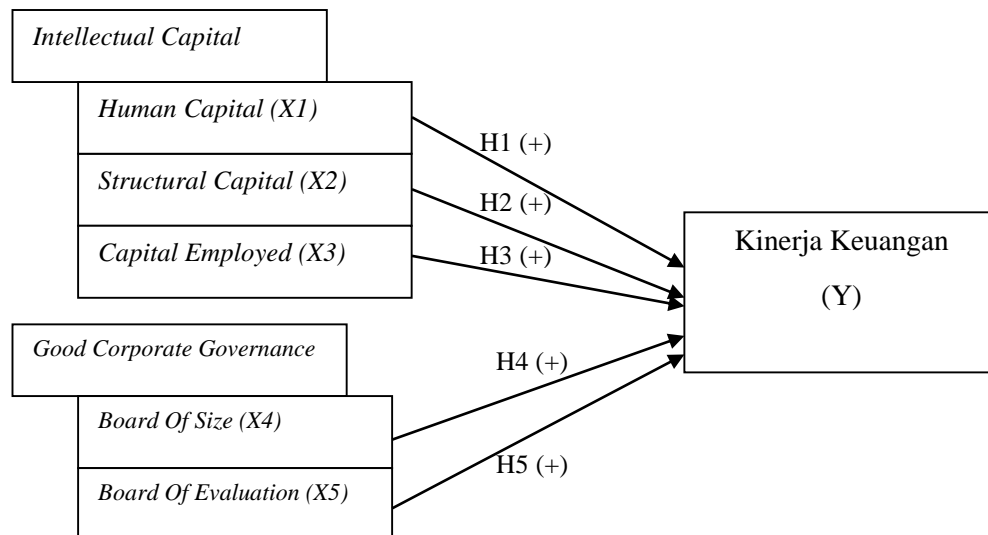 Intellectual Capital
Human Capital (X1)
H1 (+)
Structural Capital (X2)
H2 (+)
Capital Employed (X3)
H3 (+)
Kinerja Keuangan
(Y)
Good Corporate Governance
H4 (+)
Board Of Size (X4)
H5 (+)
Board Of Evaluation (X5)